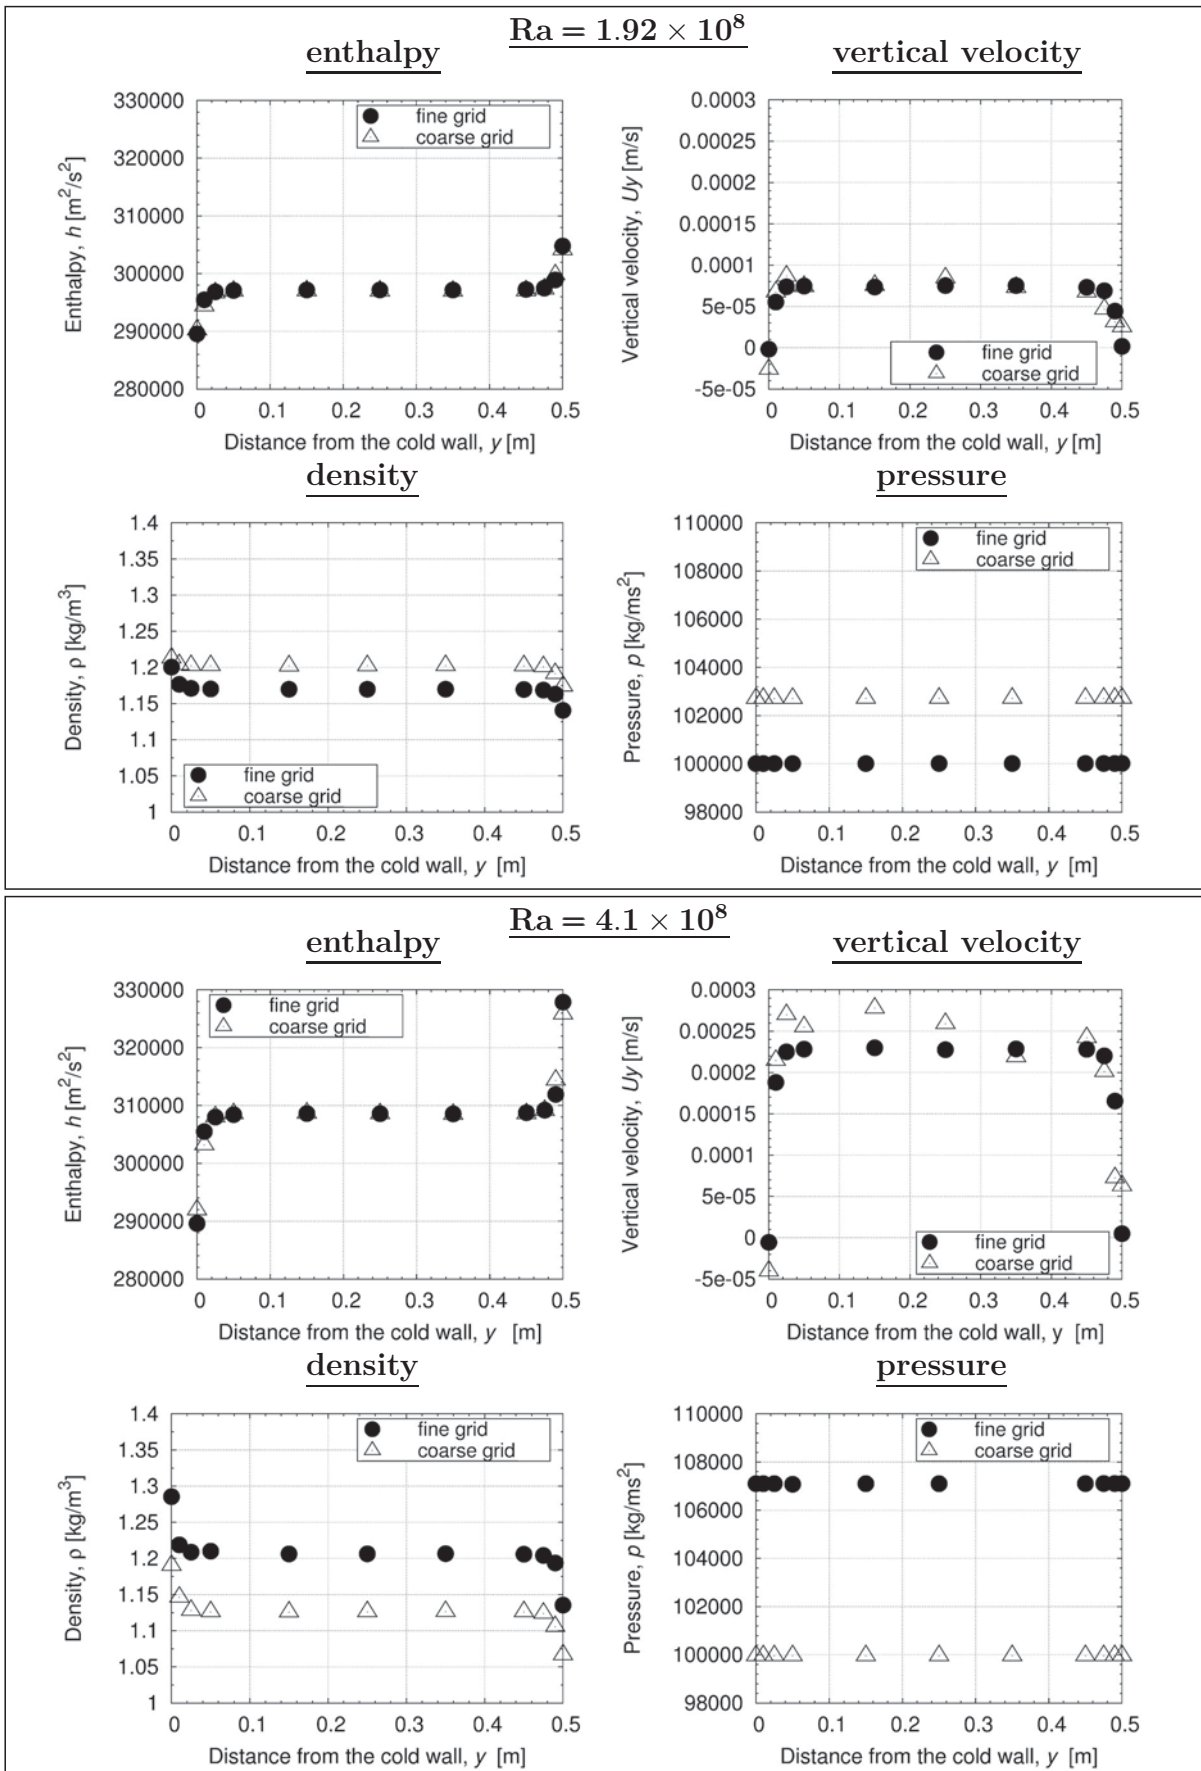 Ra = 1.92 × 10⁸
enthalpy
vertical velocity
330000
320000
310000
300000
290000
280000
Enthalpy, h [m²/s²]
fine grid
coarse grid
0 0.1 0.2 0.3 0.4 0.5
Distance from the cold wall, y [m]
0.0003
0.00025
0.0002
0.00015
0.0001
5e-05
0
-5e-05
Vertical velocity, Uy [m/s]
fine grid
coarse grid
0 0.1 0.2 0.3 0.4 0.5
Distance from the cold wall, y [m]
density
pressure
1.4
1.35
1.3
1.25
1.2
1.15
1.1
1.05
1
Density, ρ [kg/m³]
fine grid
coarse grid
0 0.1 0.2 0.3 0.4 0.5
Distance from the cold wall, y [m]
110000
108000
106000
104000
102000
100000
98000
Pressure, p [kg/ms²]
fine grid
coarse grid
0 0.1 0.2 0.3 0.4 0.5
Distance from the cold wall, y [m]
Ra = 4.1 × 10⁸
enthalpy
vertical velocity
330000
320000
310000
300000
290000
280000
Enthalpy, h [m²/s²]
fine grid
coarse grid
0 0.1 0.2 0.3 0.4 0.5
Distance from the cold wall, y [m]
0.0003
0.00025
0.0002
0.00015
0.0001
5e-05
0
-5e-05
Vertical velocity, Uy [m/s]
fine grid
coarse grid
0 0.1 0.2 0.3 0.4 0.5
Distance from the cold wall, y [m]
density
pressure
1.4
1.35
1.3
1.25
1.2
1.15
1.1
1.05
1
Density, ρ [kg/m³]
fine grid
coarse grid
0 0.1 0.2 0.3 0.4 0.5
Distance from the cold wall, y [m]
110000
108000
106000
104000
102000
100000
98000
Pressure, p [kg/ms²]
fine grid
coarse grid
0 0.1 0.2 0.3 0.4 0.5
Distance from the cold wall, y [m]